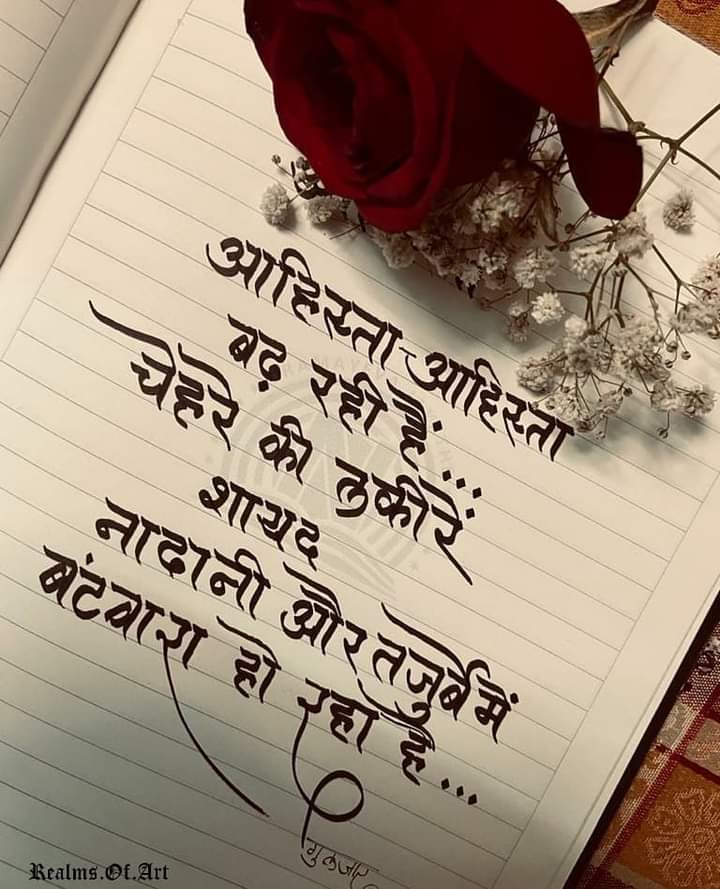 आहिस्ता-आहिस्ता
बढ़ रही हैं...
चेहरे की लकीरें
शायद
नादानी और तजुर्बे में
बंटवारा हो रहा है...
गुलज़ार
Realms.Of.Art